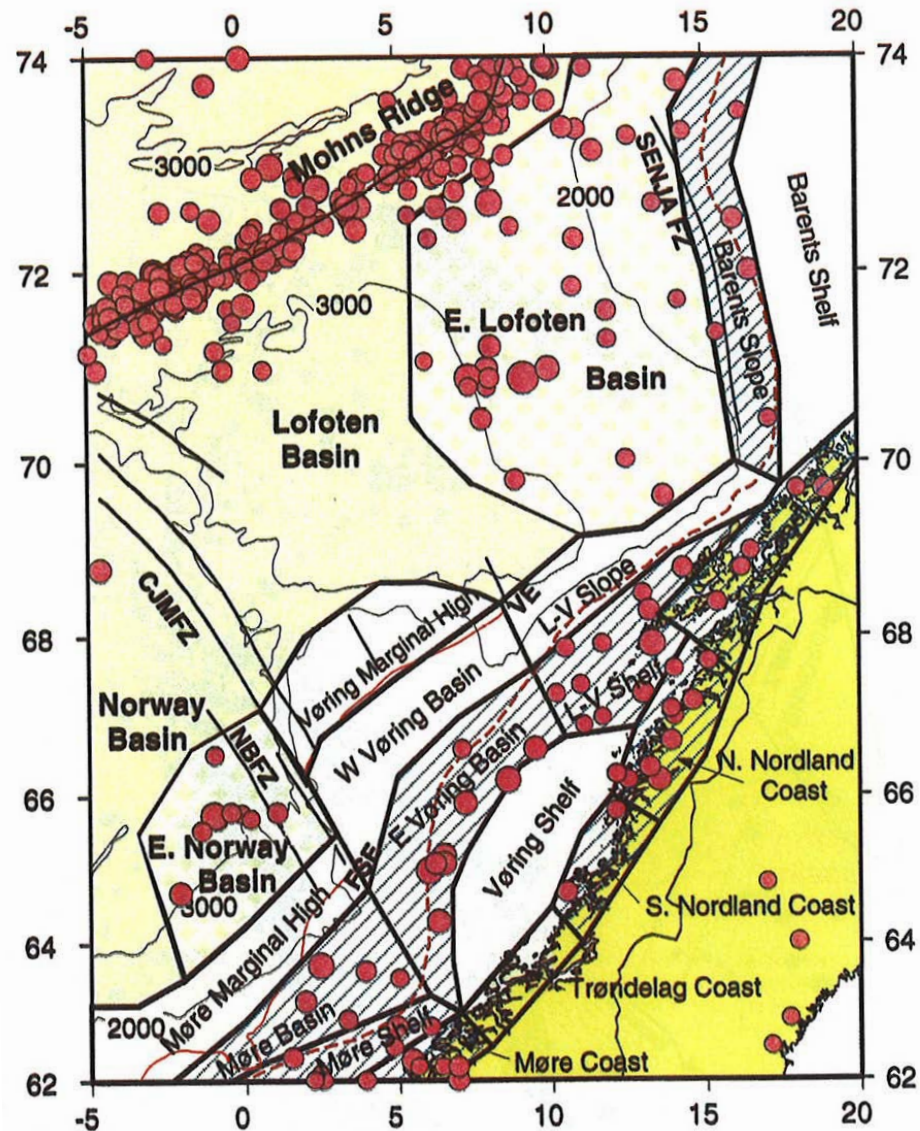 -5 0 5 10 15 20
74 74
Mohns Ridge
3000
SENJA FZ
2000
Barents Shelf
72 72
Barents Slope
3000
E. Lofoten
Basin
Lofoten
Basin
70 70
CJMFZ
VE
L-V Slope
68 68
Vøring Marginal High
L-V Shelf
Norway
Basin
W Vøring Basin
NBFZ
E Vøring Basin
N. Nordland
Coast
66 66
Vøring Shelf
E. Norway
Basin
3000
S. Nordland Coast
64 64
Møre Marginal High
Trøndelag Coast
2000
Møre Basin
Møre Shelf
Møre Coast
62 62
-5 0 5 10 15 20